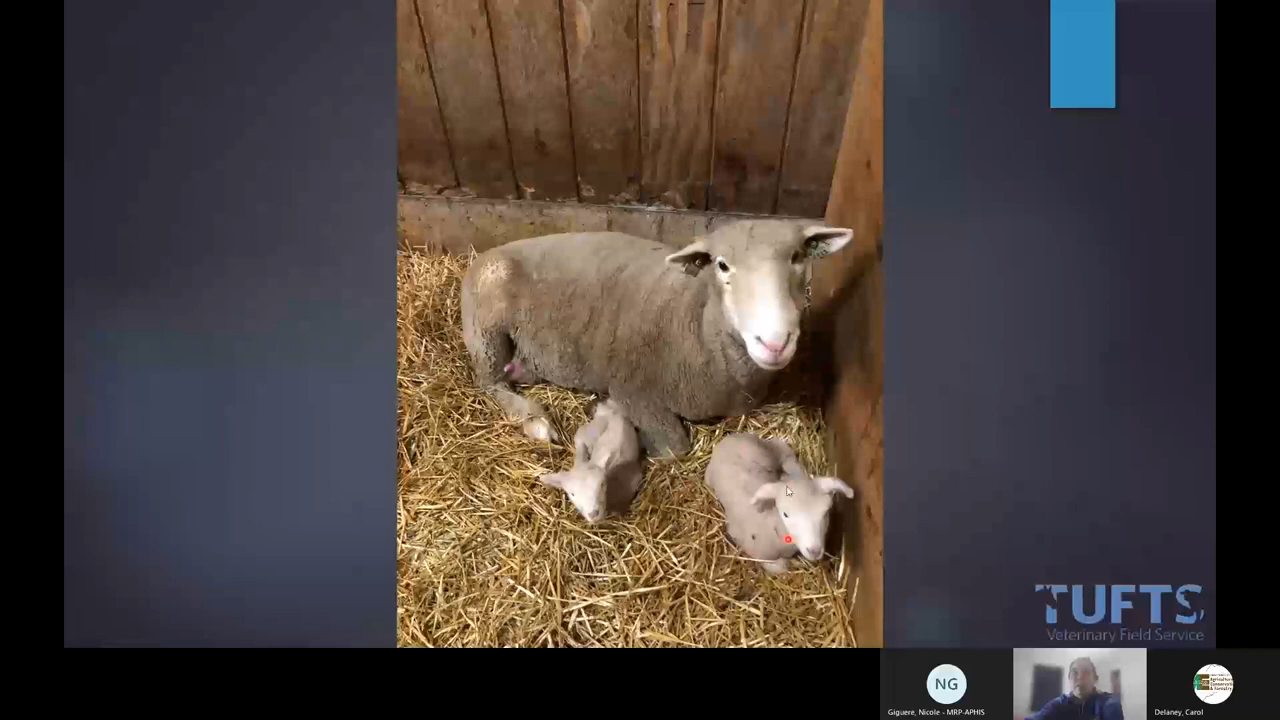 TUFTS
Veterinary Field Service
NG
Giguere, Nicole - MRP-APHIS
Delaney, Carol